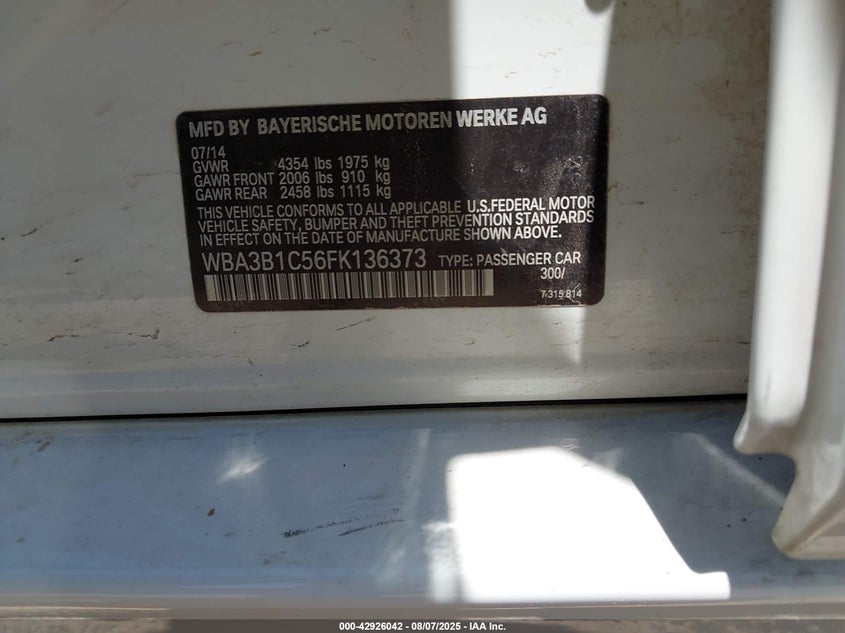 MFD BY BAYERISCHE MOTOREN WERKE AG
07/14
GVWR 4354 lbs 1975 kg
GAWR FRONT 2006 lbs 910 kg
GAWR REAR 2458 lbs 1115 kg
THIS VEHICLE CONFORMS TO ALL APPLICABLE U.S.FEDERAL MOTOR
VEHICLE SAFETY, BUMPER AND THEFT PREVENTION STANDARDS
IN EFFECT ON THE DATE OF MANUFACTURE SHOWN ABOVE.
WBA3B1C56FK136373 TYPE: PASSENGER CAR
300/
7 315 814
000-42926042 - 08/07/2025 - IAA Inc.